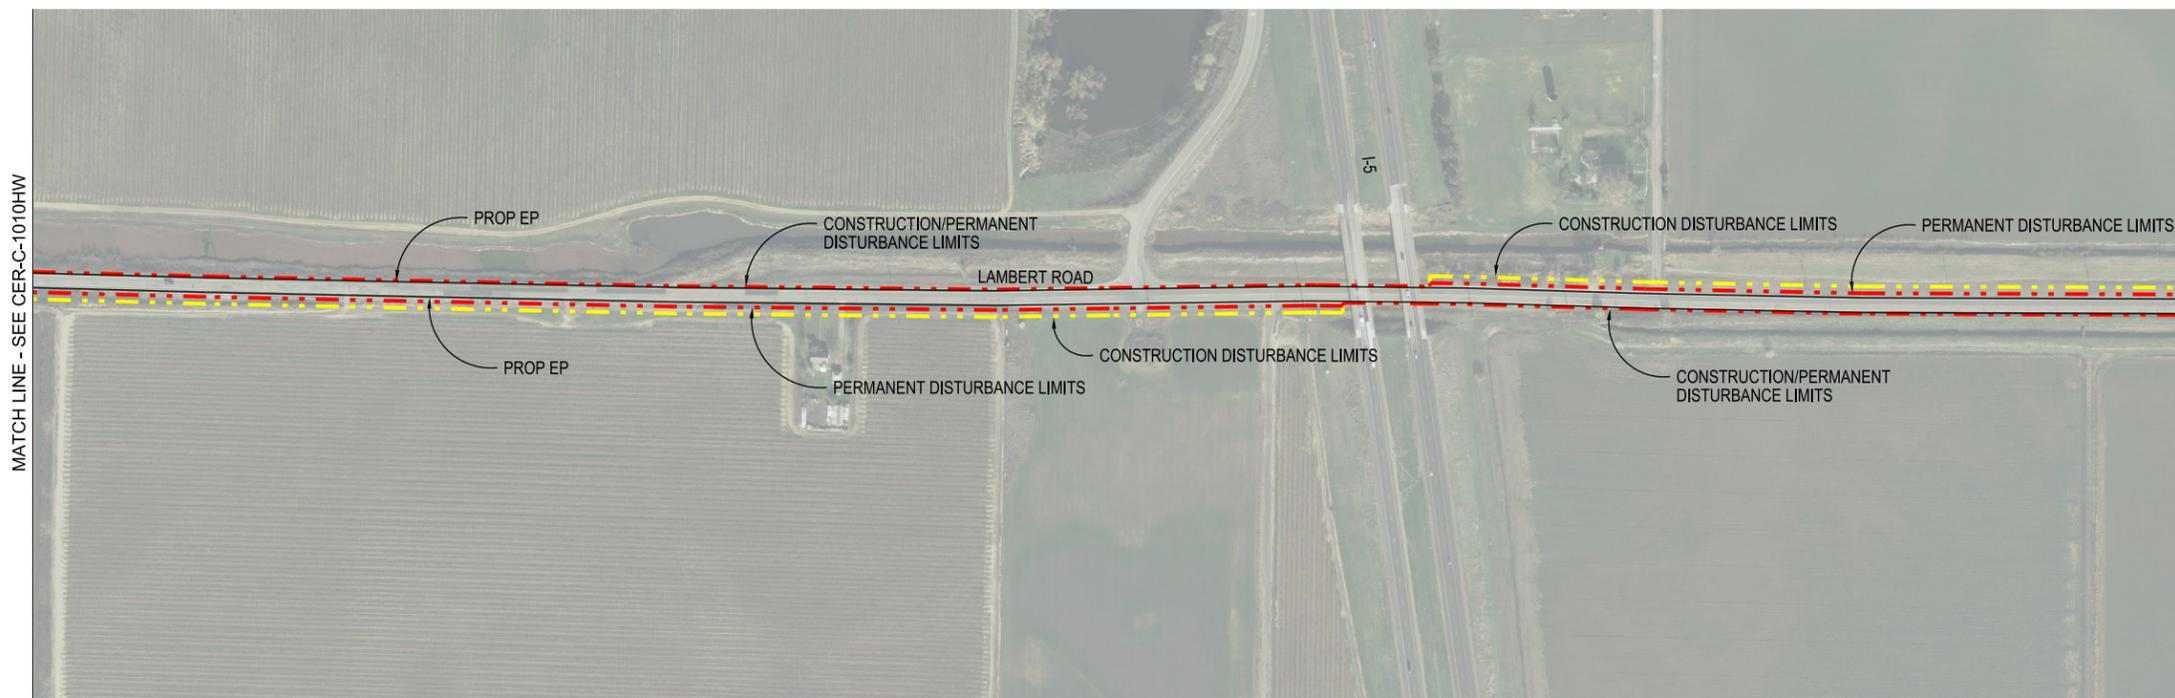 MATCH LINE - SEE CER-C-1010HW
I-5
PROP EP
CONSTRUCTION/PERMANENT
DISTURBANCE LIMITS
CONSTRUCTION DISTURBANCE LIMITS
PERMANENT DISTURBANCE LIMITS
LAMBERT ROAD
PROP EP
PERMANENT DISTURBANCE LIMITS
CONSTRUCTION DISTURBANCE LIMITS
CONSTRUCTION/PERMANENT
DISTURBANCE LIMITS